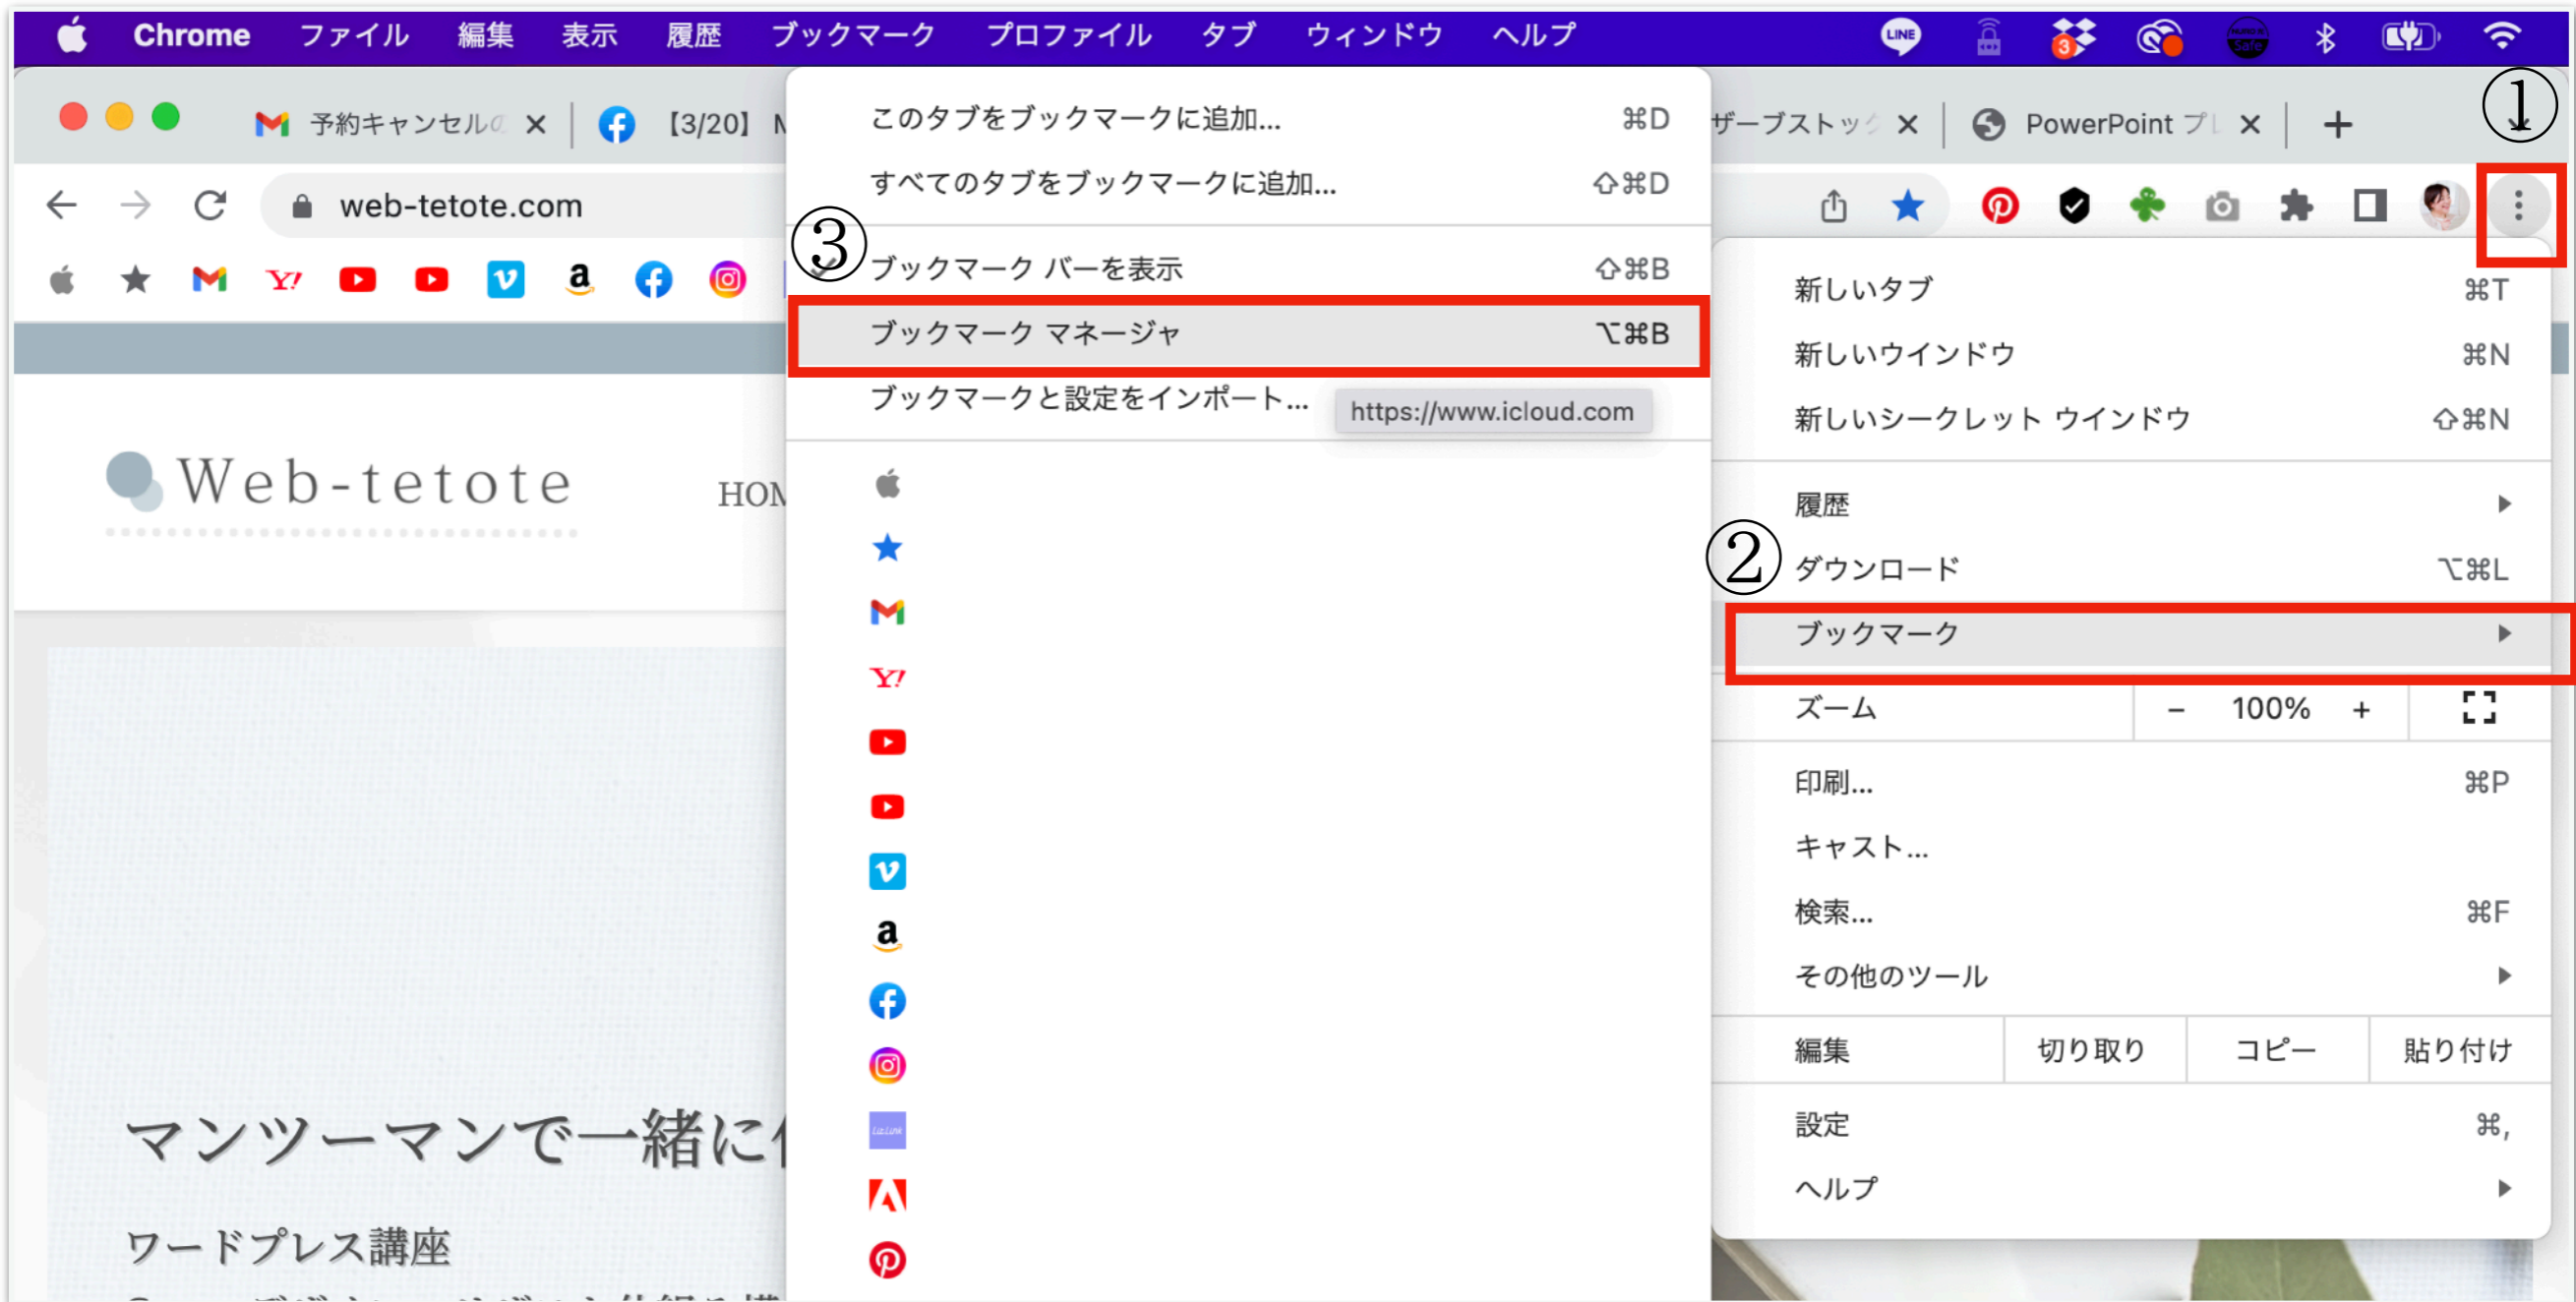 Chrome ファイル 編集 表示 履歴 ブックマーク プロファイル タブ ウィンドウ ヘルプ
LINE 3
予約キャンセルの
【3/20】
ザーブストック
PowerPoint プレ
①
web-tetote.com
Web-tetote
HOM
マンツーマンで一緒に
ワードプレス講座
このタブをブックマークに追加... ⌘D
すべてのタブをブックマークに追加... ⇧⌘D
③
ブックマーク バーを表示 ⇧⌘B
ブックマーク マネージャ ⌥⌘B
ブックマークと設定をインポート...
https://www.icloud.com
新しいタブ ⌘T
新しいウインドウ ⌘N
新しいシークレット ウインドウ ⇧⌘N
履歴
②
ダウンロード ⌥⌘L
ブックマーク
ズーム − 100% +
印刷... ⌘P
キャスト...
検索... ⌘F
その他のツール
編集 切り取り コピー 貼り付け
設定 ⌘,
ヘルプ